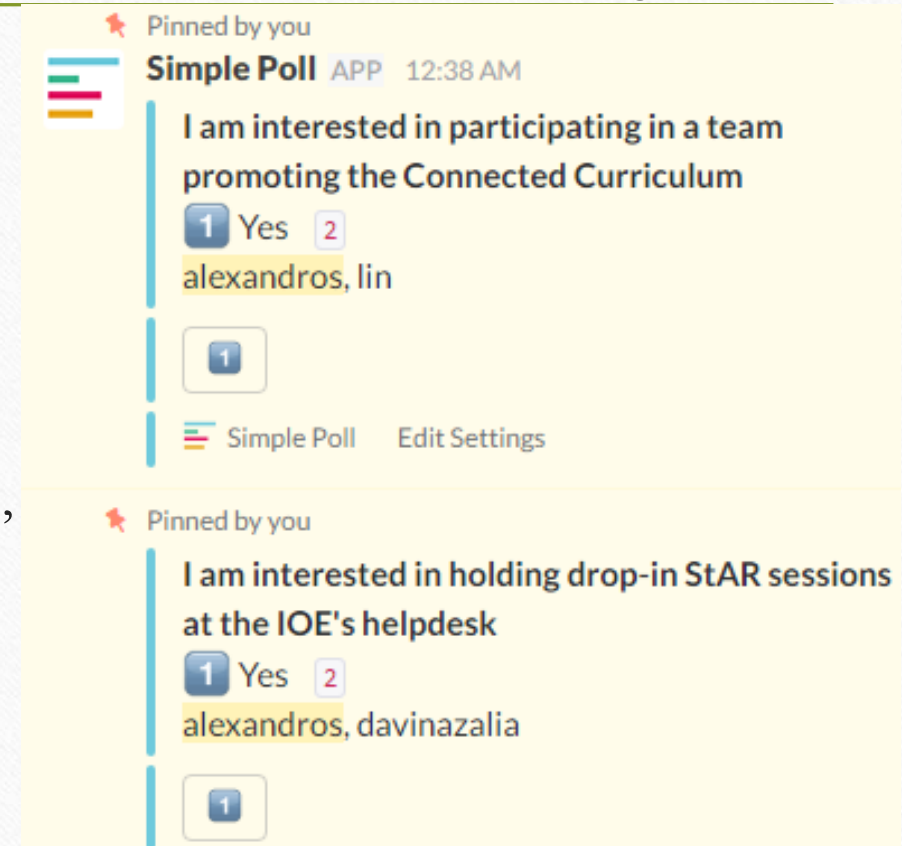 Pinned by you
Simple Poll APP 12:38 AM
I am interested in participating in a team
promoting the Connected Curriculum
1 Yes 2
alexandros, lin
1
Simple Poll Edit Settings
,
Pinned by you
I am interested in holding drop-in StAR sessions
at the IOE's helpdesk
1 Yes 2
alexandros, davinazalia
1